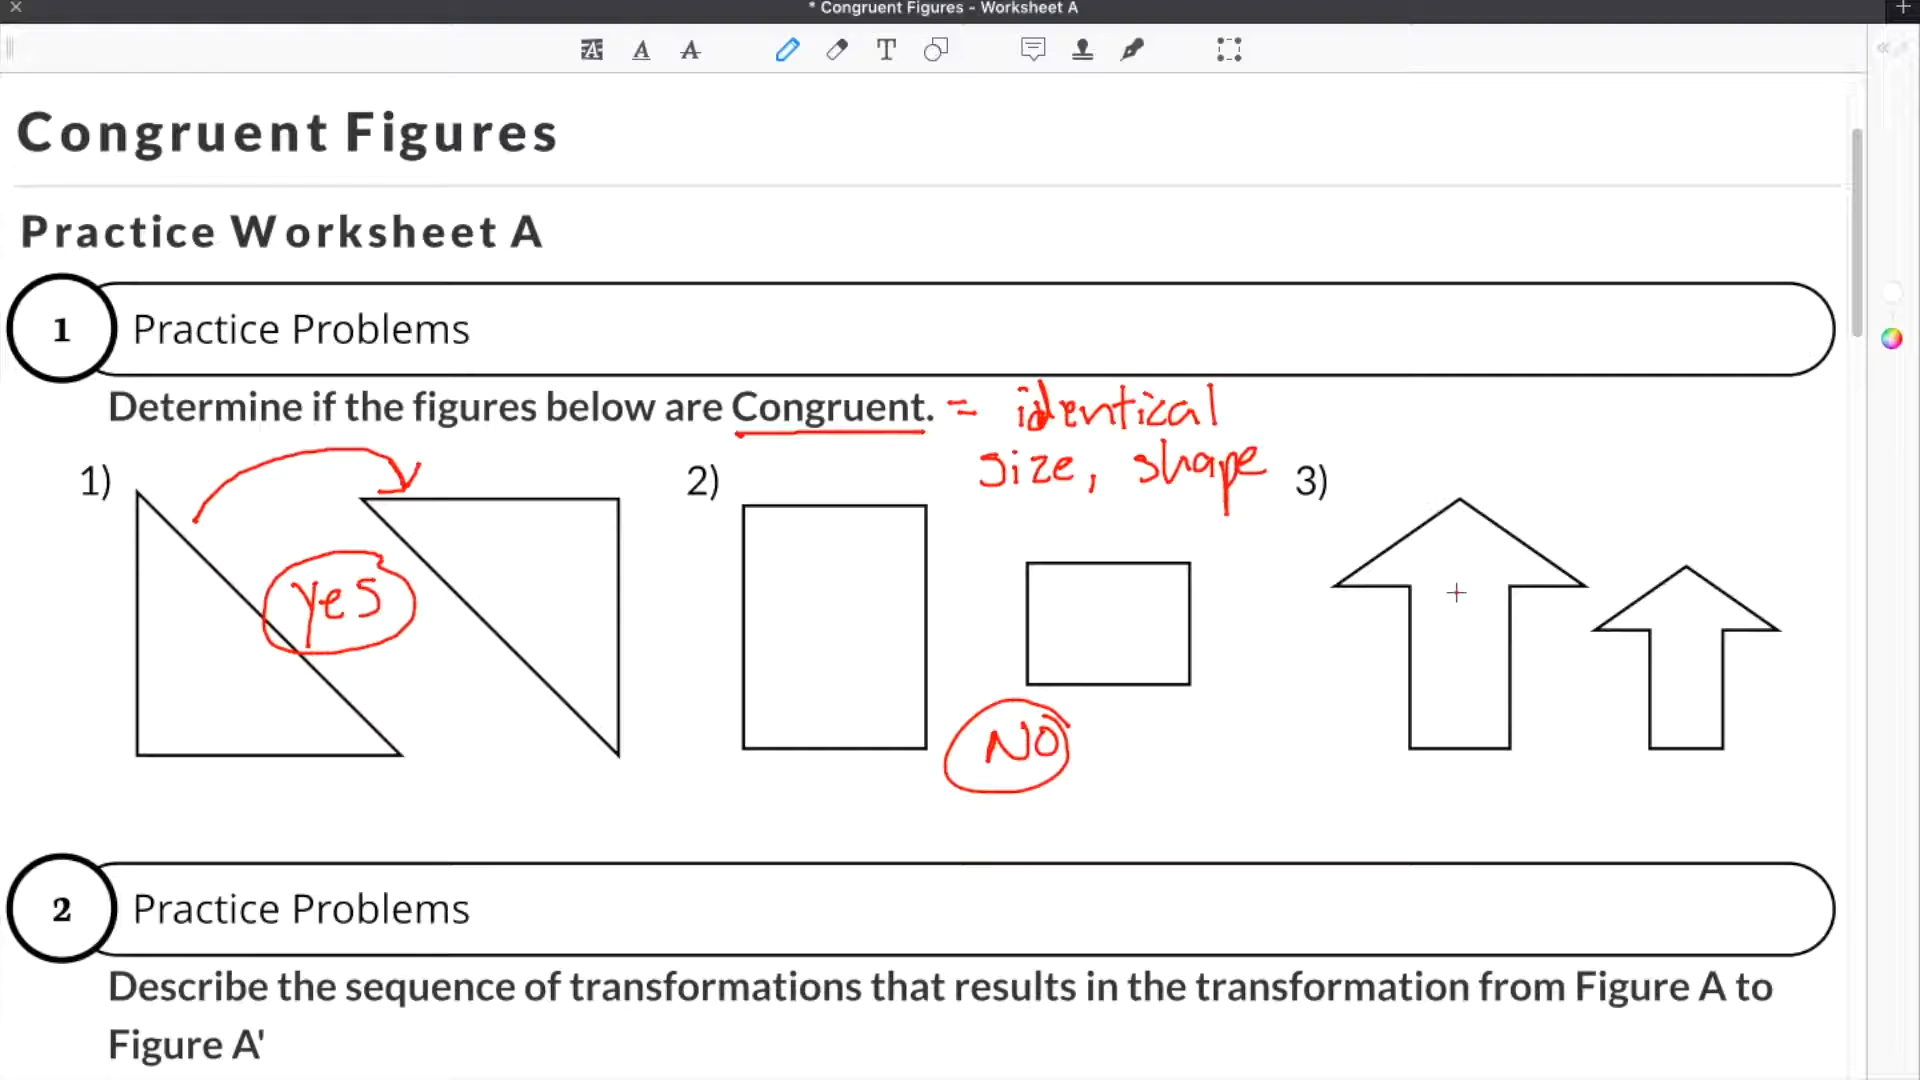 * Congruent Figures - Worksheet A
Congruent Figures
Practice Worksheet A
1 Practice Problems
Determine if the figures below are Congruent. = identical
size, shape
1) 2) 3)
yes
NO
2 Practice Problems
Describe the sequence of transformations that results in the transformation from Figure A to
Figure A'